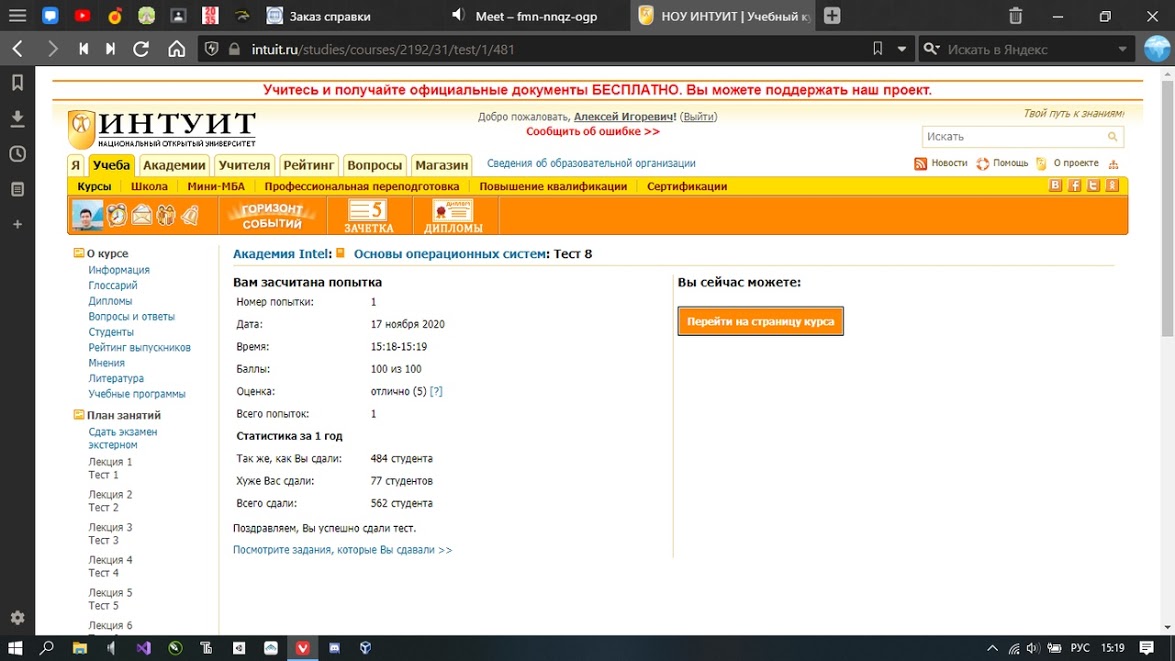 Заказ справки
Meet – fmn-nnqz-ogp
НОУ ИНТУИТ | Учебный ку
intuit.ru/studies/courses/2192/31/test/1/481
Искать в Яндекс
Учитесь и получайте официальные документы БЕСПЛАТНО. Вы можете поддержать наш проект.
ИНТУИТ
НАЦИОНАЛЬНЫЙ ОТКРЫТЫЙ УНИВЕРСИТЕТ
Добро пожаловать, Алексей Игоревич! (Выйти)
Сообщить об ошибке >>
Твой путь к знаниям!
Искать
Я Учеба Академии Учителя Рейтинг Вопросы Магазин
Сведения об образовательной организации
Новости Помощь О проекте
Курсы Школа Мини-МБА Профессиональная переподготовка Повышение квалификации Сертификации
ГОРИЗОНТ
СОБЫТИЙ
5
ЗАЧЕТКА
ДИПЛОМЫ
О курсе
Информация
Глоссарий
Дипломы
Вопросы и ответы
Студенты
Рейтинг выпускников
Мнения
Литература
Учебные программы
План занятий
Сдать экзамен
экстерном
Лекция 1
Тест 1
Лекция 2
Тест 2
Лекция 3
Тест 3
Лекция 4
Тест 4
Лекция 5
Тест 5
Лекция 6
Академия Intel: Основы операционных систем: Тест 8
Вам засчитана попытка
Номер попытки: 1
Дата: 17 ноября 2020
Время: 15:18-15:19
Баллы: 100 из 100
Оценка: отлично (5) [?]
Всего попыток: 1
Статистика за 1 год
Так же, как Вы сдали: 484 студента
Хуже Вас сдали: 77 студентов
Всего сдали: 562 студента
Поздравляем, Вы успешно сдали тест.
Посмотрите задания, которые Вы сдавали >>
Вы сейчас можете:
Перейти на страницу курса
РУС 15:19